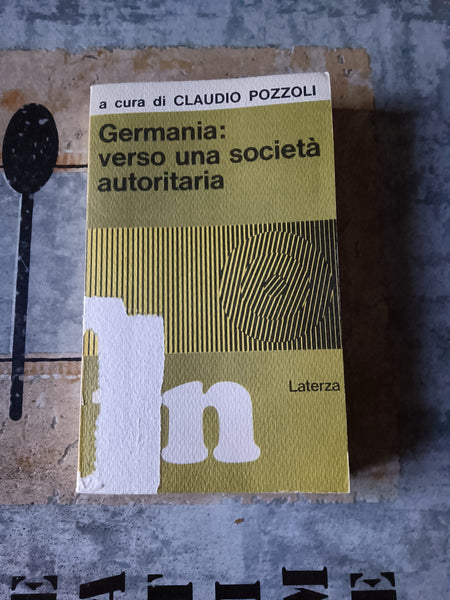 a cura di CLAUDIO POZZOLI
Germania:
verso una società
autoritaria
Laterza
n